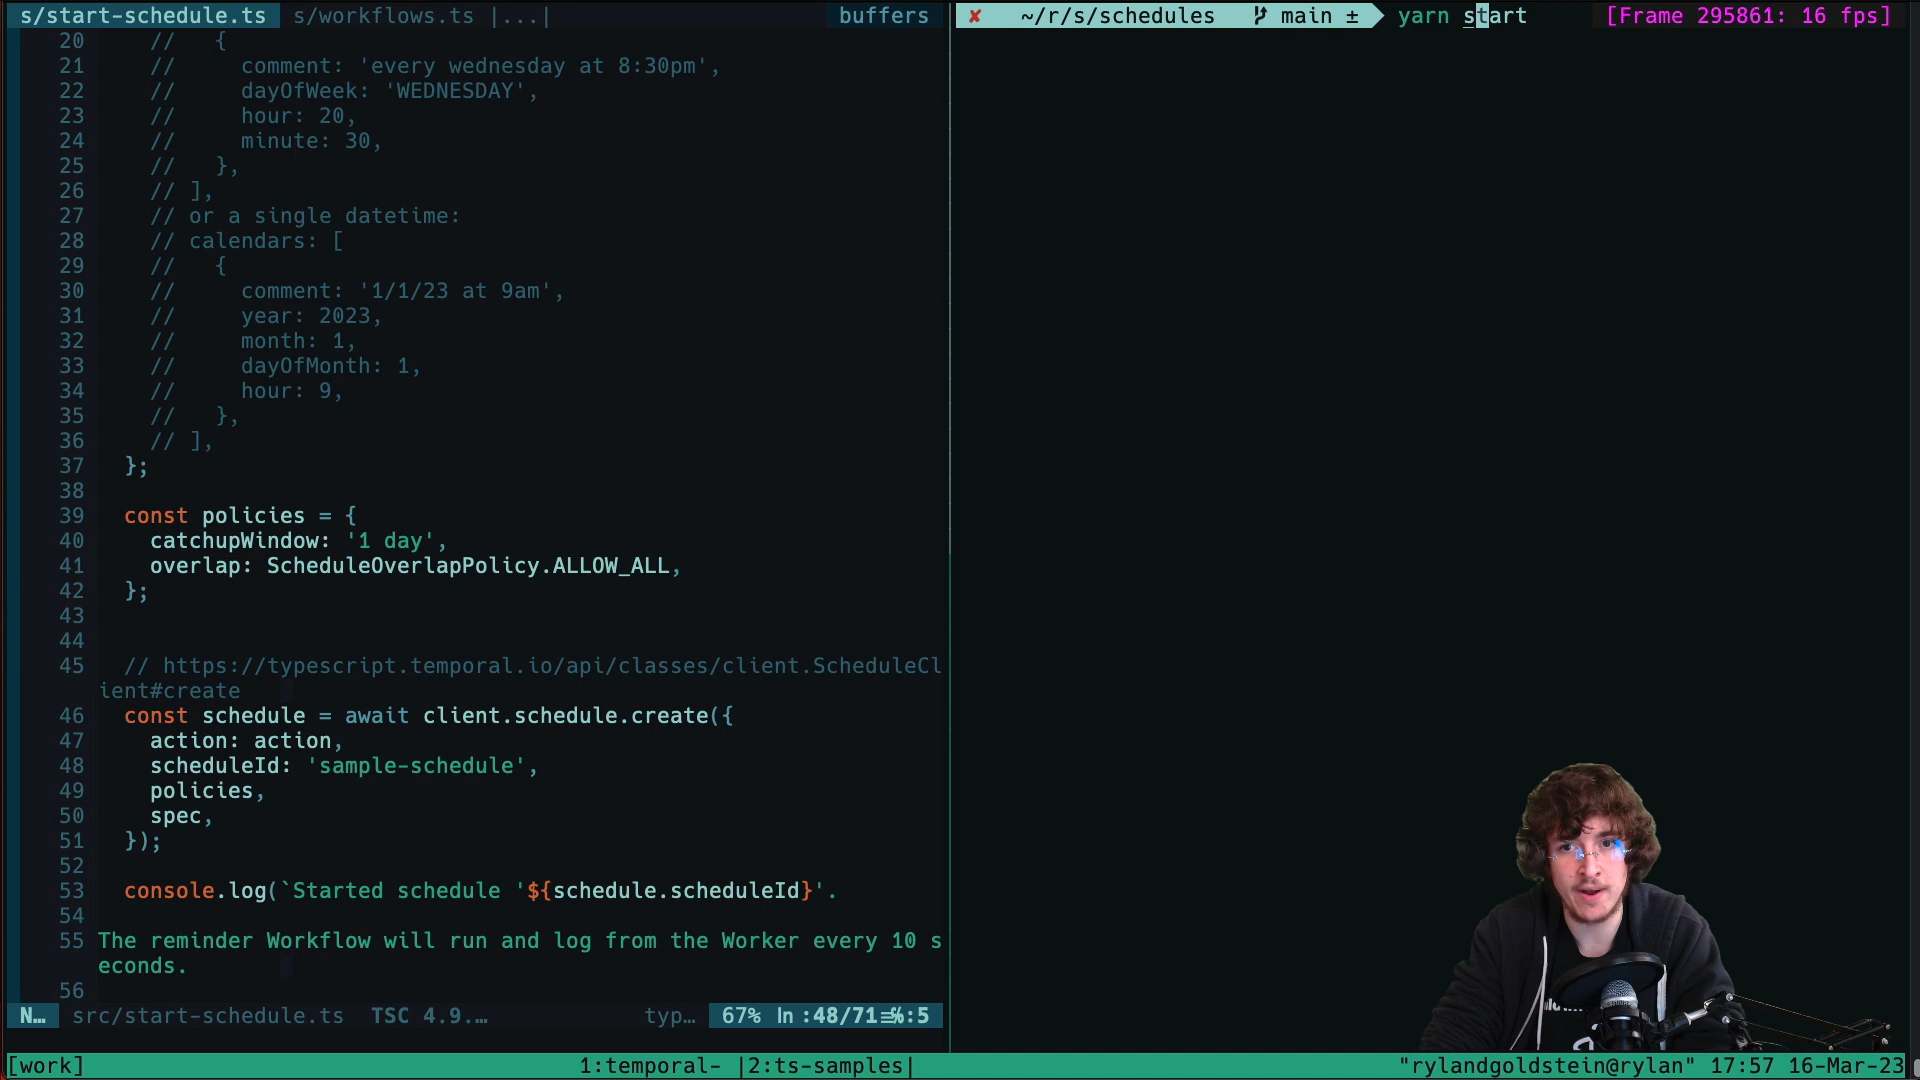 s/start-schedule.ts s/workflows.ts |...| buffers
20 // {
21 // comment: 'every wednesday at 8:30pm',
22 // dayOfWeek: 'WEDNESDAY',
23 // hour: 20,
24 // minute: 30,
25 // },
26 // ],
27 // or a single datetime:
28 // calendars: [
29 // {
30 // comment: '1/1/23 at 9am',
31 // year: 2023,
32 // month: 1,
33 // dayOfMonth: 1,
34 // hour: 9,
35 // },
36 // ],
37 };
38
39 const policies = {
40 catchupWindow: '1 day',
41 overlap: ScheduleOverlapPolicy.ALLOW_ALL,
42 };
43
44
45 // https://typescript.temporal.io/api/classes/client.ScheduleCl
ient#create
46 const schedule = await client.schedule.create({
47 action: action,
48 scheduleId: 'sample-schedule',
49 policies,
50 spec,
51 });
52
53 console.log(`Started schedule '${schedule.scheduleId}'.
54
55 The reminder Workflow will run and log from the Worker every 10 s
econds.
56
N… src/start-schedule.ts TSC 4.9.… typ… 67% ln :48/71≡%:5
✘ ~/r/s/schedules main ± yarn start [Frame 295861: 16 fps]
[work] 1:temporal- |2:ts-samples| "rylandgoldstein@rylan" 17:57 16-Mar-23